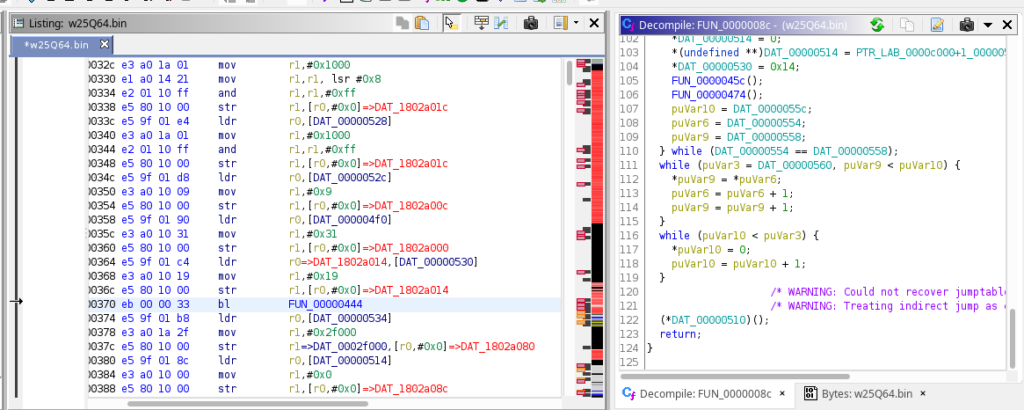 Listing: w25Q64.bin
*w25Q64.bin
0032c e3 a0 1a 01 mov r1,#0x1000
00330 e1 a0 14 21 mov r1,r1, lsr #0x8
00334 e2 01 10 ff and r1,r1,#0xff
00338 e5 80 10 00 str r1,[r0,#0x0]=>DAT_1802a01c
0033c e5 9f 01 e4 ldr r0,[DAT_00000528]
00340 e3 a0 1a 01 mov r1,#0x1000
00344 e2 01 10 ff and r1,r1,#0xff
00348 e5 80 10 00 str r1,[r0,#0x0]=>DAT_1802a01c
0034c e5 9f 01 d8 ldr r0,[DAT_0000052c]
00350 e3 a0 10 09 mov r1,#0x9
00354 e5 80 10 00 str r1,[r0,#0x0]=>DAT_1802a00c
00358 e5 9f 01 90 ldr r0,[DAT_000004f0]
0035c e3 a0 10 31 mov r1,#0x31
00360 e5 80 10 00 str r1,[r0,#0x0]=>DAT_1802a000
00364 e5 9f 01 c4 ldr r0=>DAT_1802a014,[DAT_00000530]
00368 e3 a0 10 19 mov r1,#0x19
0036c e5 80 10 00 str r1,[r0,#0x0]=>DAT_1802a014
00370 eb 00 00 33 bl FUN_00000444
00374 e5 9f 01 b8 ldr r0,[DAT_00000534]
00378 e3 a0 1a 2f mov r1,#0x2f000
0037c e5 80 10 00 str r1=>DAT_0002f000,[r0,#0x0]=>DAT_1802a080
00380 e5 9f 01 8c ldr r0,[DAT_00000514]
00384 e3 a0 10 00 mov r1,#0x0
00388 e5 80 10 00 str r1,[r0,#0x0]=>DAT_1802a08c
Decompile: FUN_0000008c - (w25Q64.bin)
102 *DAT_00000514 = 0;
103 *(undefined **)DAT_00000514 = PTR_LAB_0000c000+1_00000
104 *DAT_00000530 = 0x14;
105 FUN_0000045c();
106 FUN_00000474();
107 puVar10 = DAT_0000055c;
108 puVar6 = DAT_00000554;
109 puVar9 = DAT_00000558;
110 } while (DAT_00000554 == DAT_00000558);
111 while (puVar3 = DAT_00000560, puVar9 < puVar10) {
112 *puVar9 = *puVar6;
113 puVar6 = puVar6 + 1;
114 puVar9 = puVar9 + 1;
115 }
116 while (puVar10 < puVar3) {
117 *puVar10 = 0;
118 puVar10 = puVar10 + 1;
119 }
120 /* WARNING: Could not recover jumptable
121 /* WARNING: Treating indirect jump as
122 (*DAT_00000510)();
123 return;
124 }
125
Decompile: FUN_0000008c × Bytes: w25Q64.bin ×